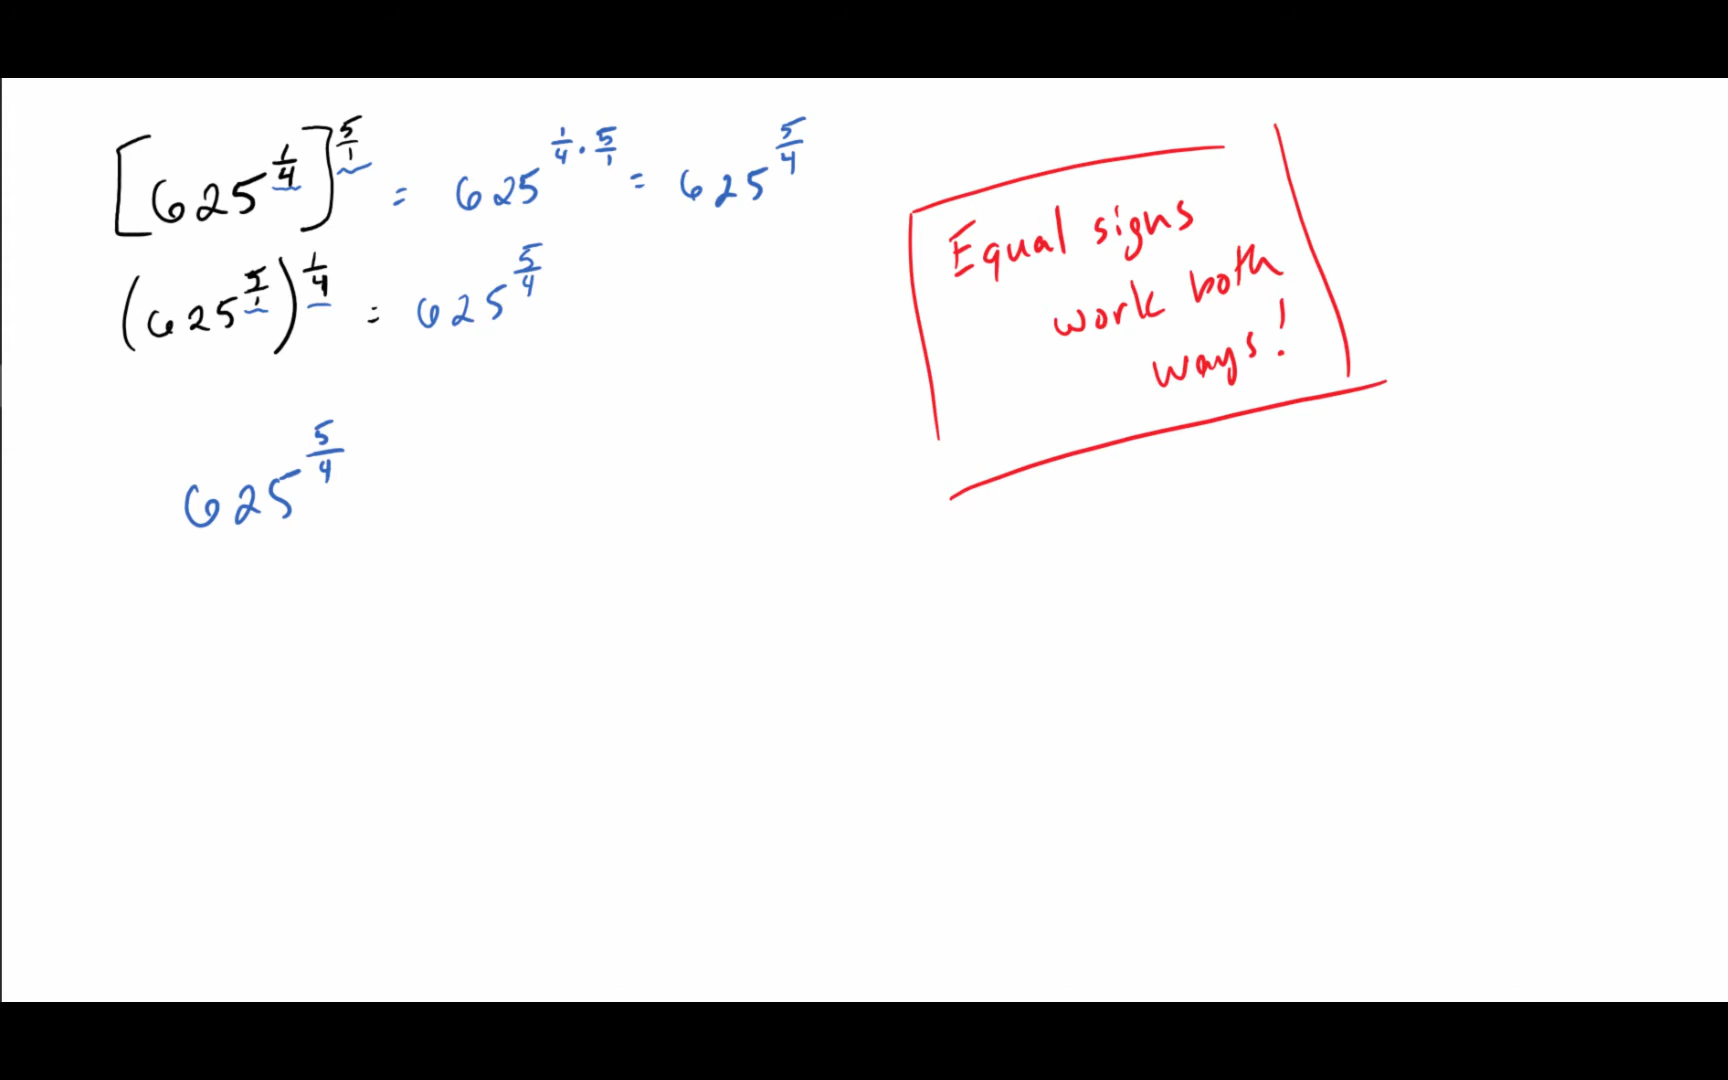 [625^(1/4)]^(5/1) = 625^(1/4 · 5/1) = 625^(5/4)
(625^(5/1))^(1/4) = 625^(5/4)
625^(5/4)
Equal signs
work both
ways!